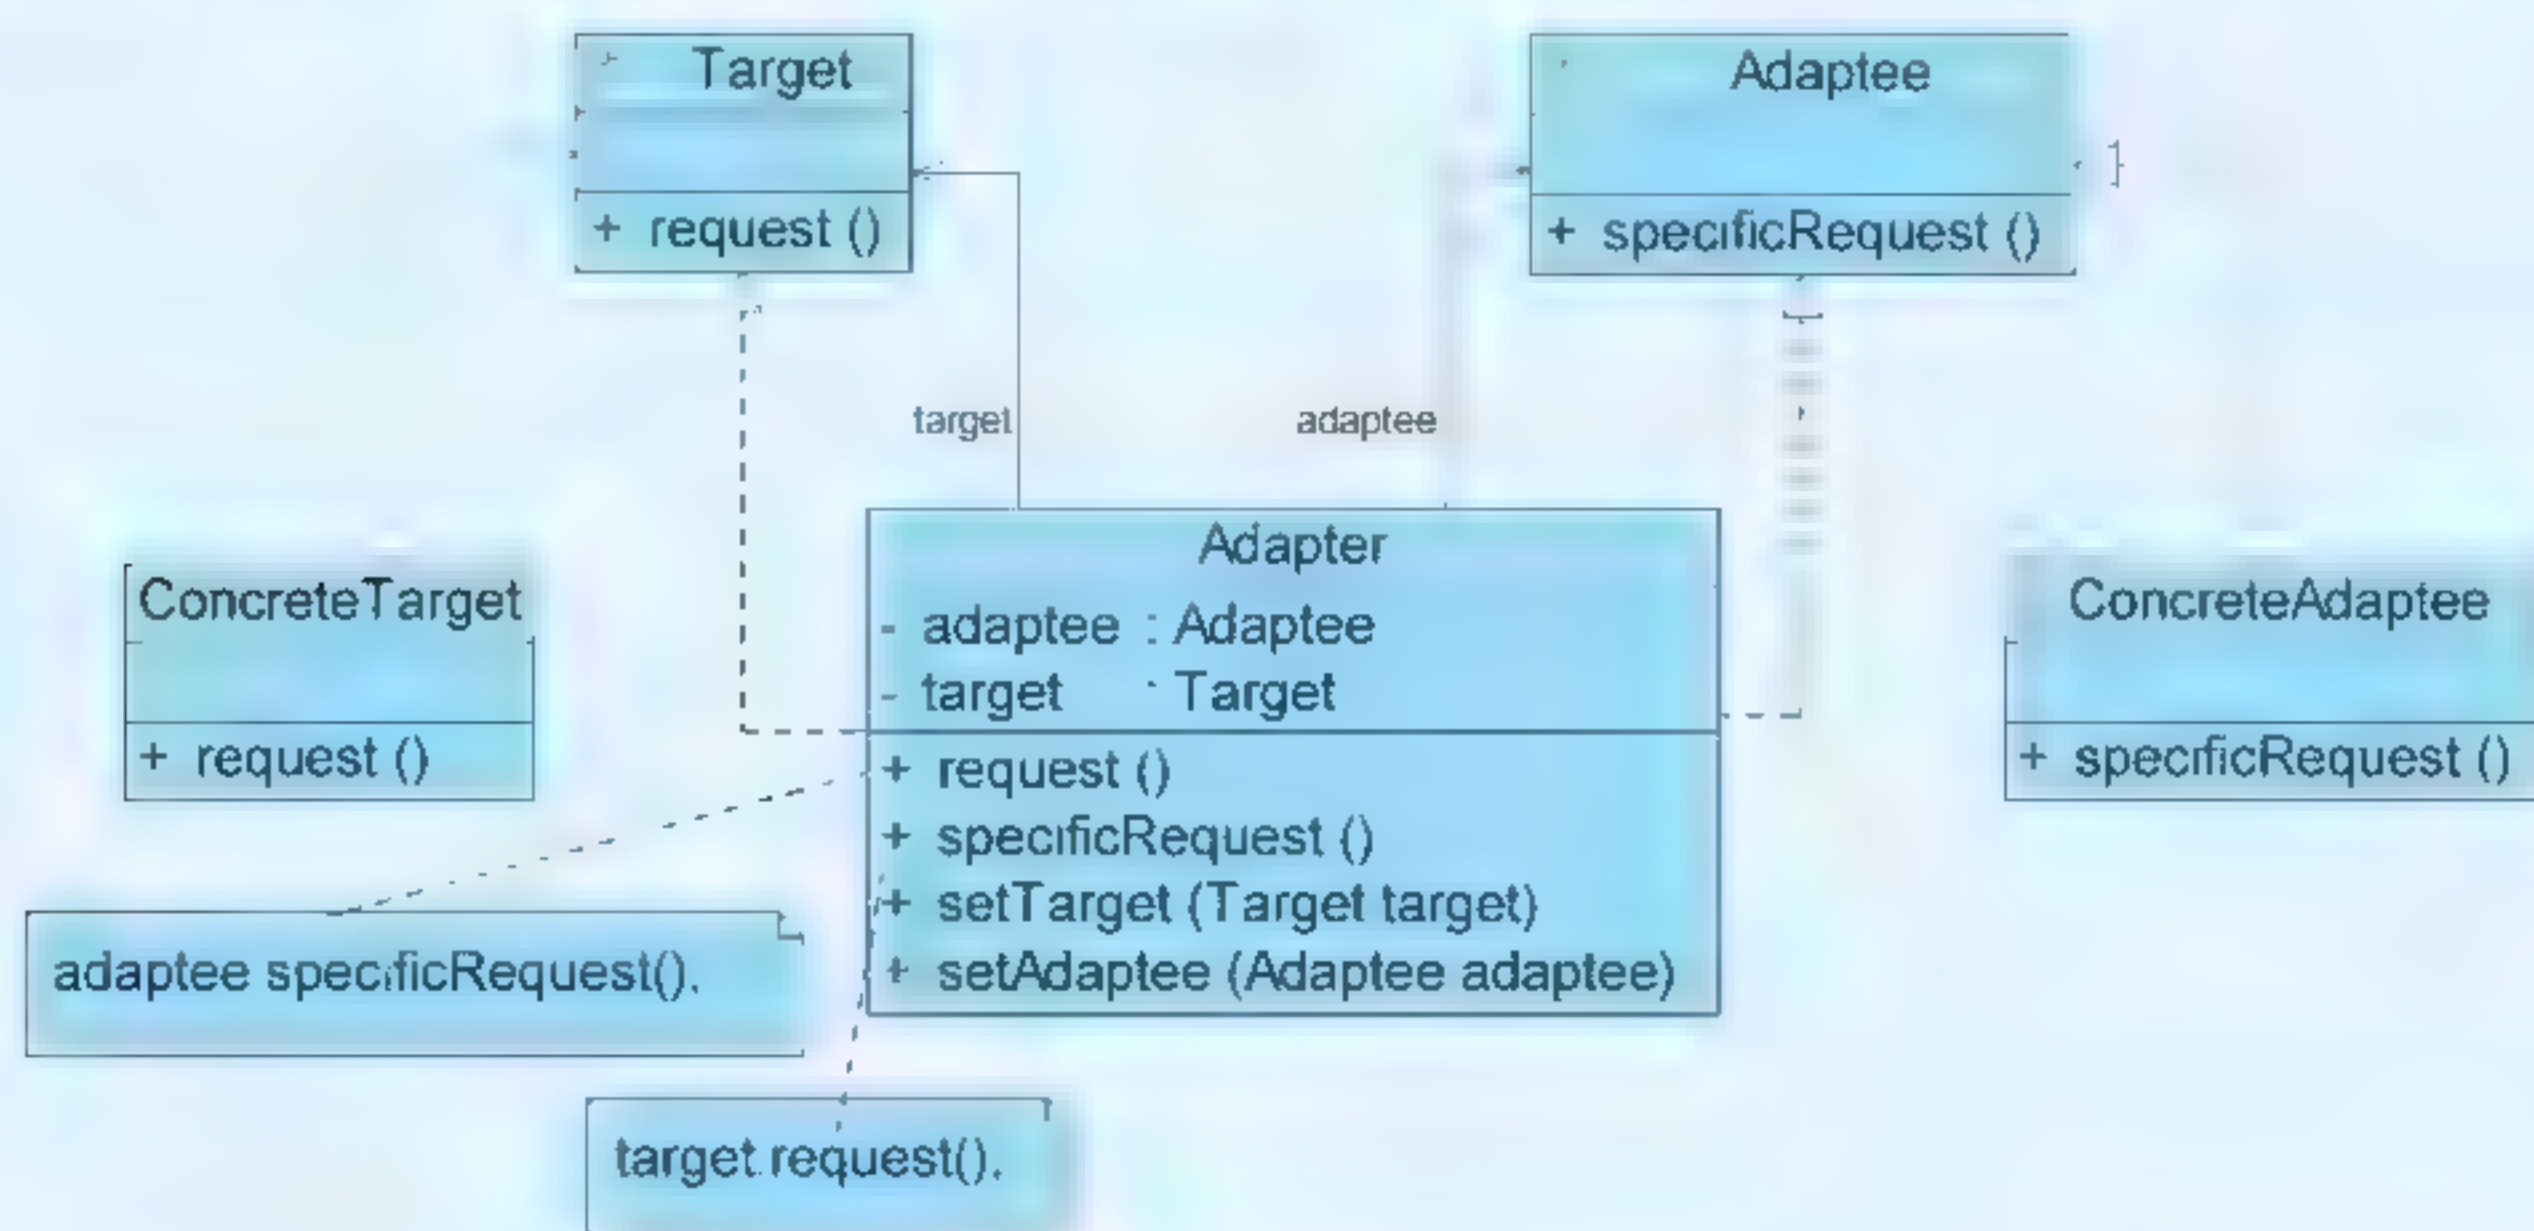 Target
+ request ()
Adaptee
+ specificRequest ()
target
adaptee
ConcreteTarget
+ request ()
Adapter
- adaptee : Adaptee
- target : Target
+ request ()
+ specificRequest ()
+ setTarget (Target target)
+ setAdaptee (Adaptee adaptee)
ConcreteAdaptee
+ specificRequest ()
adaptee specificRequest().
target.request().